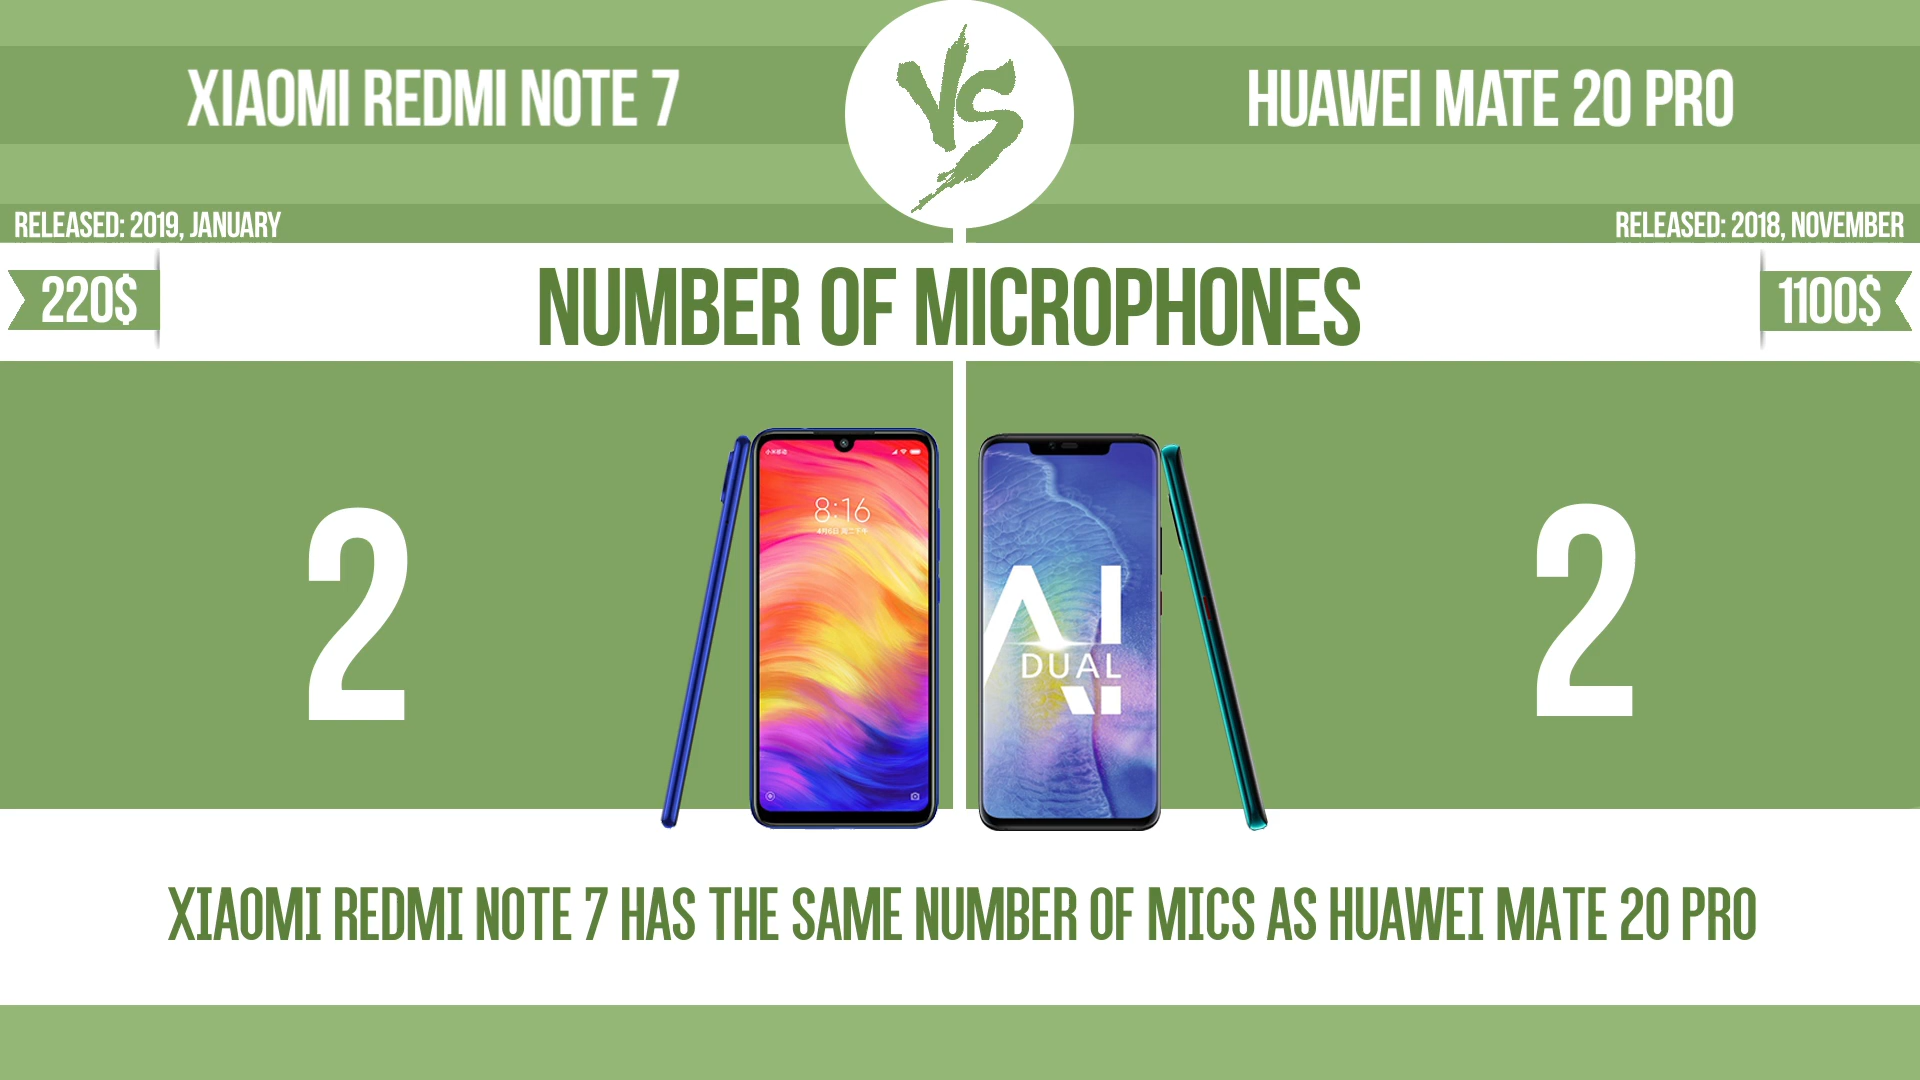 XIAOMI REDMI NOTE 7
VS
HUAWEI MATE 20 PRO
RELEASED: 2019, JANUARY
RELEASED: 2018, NOVEMBER
220$
NUMBER OF MICROPHONES
1100$
2
8:16
AI
DUAL
2
XIAOMI REDMI NOTE 7 HAS THE SAME NUMBER OF MICS AS HUAWEI MATE 20 PRO